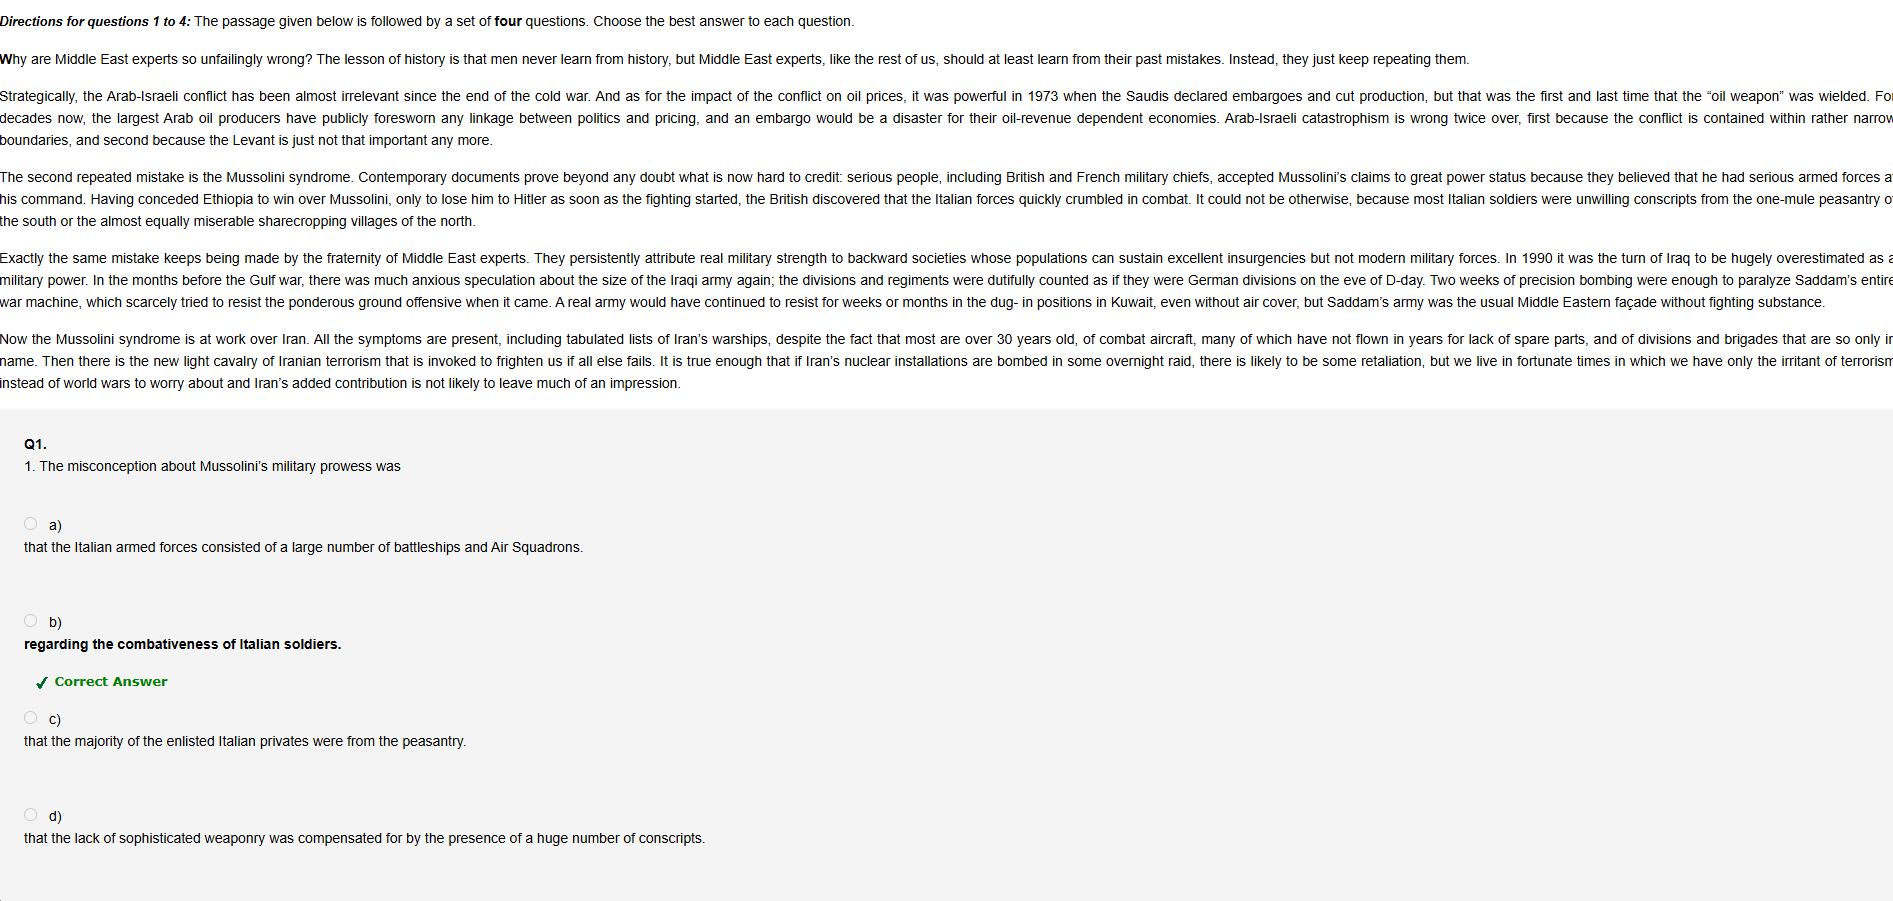 Directions for questions 1 to 4: The passage given below is followed by a set of four questions. Choose the best answer to each question.
Why are Middle East experts so unfailingly wrong? The lesson of history is that men never learn from history, but Middle East experts, like the rest of us, should at least learn from their past mistakes. Instead, they just keep repeating them.
Strategically, the Arab-Israeli conflict has been almost irrelevant since the end of the cold war. And as for the impact of the conflict on oil prices, it was powerful in 1973 when the Saudis declared embargoes and cut production, but that was the first and last time that the “oil weapon” was wielded. For
decades now, the largest Arab oil producers have publicly foresworn any linkage between politics and pricing, and an embargo would be a disaster for their oil-revenue dependent economies. Arab-Israeli catastrophism is wrong twice over, first because the conflict is contained within rather narrow
boundaries, and second because the Levant is just not that important any more.
The second repeated mistake is the Mussolini syndrome. Contemporary documents prove beyond any doubt what is now hard to credit: serious people, including British and French military chiefs, accepted Mussolini’s claims to great power status because they believed that he had serious armed forces a
his command. Having conceded Ethiopia to win over Mussolini, only to lose him to Hitler as soon as the fighting started, the British discovered that the Italian forces quickly crumbled in combat. It could not be otherwise, because most Italian soldiers were unwilling conscripts from the one-mule peasantry o
the south or the almost equally miserable sharecropping villages of the north.
Exactly the same mistake keeps being made by the fraternity of Middle East experts. They persistently attribute real military strength to backward societies whose populations can sustain excellent insurgencies but not modern military forces. In 1990 it was the turn of Iraq to be hugely overestimated as a
military power. In the months before the Gulf war, there was much anxious speculation about the size of the Iraqi army again; the divisions and regiments were dutifully counted as if they were German divisions on the eve of D-day. Two weeks of precision bombing were enough to paralyze Saddam’s entire
war machine, which scarcely tried to resist the ponderous ground offensive when it came. A real army would have continued to resist for weeks or months in the dug- in positions in Kuwait, even without air cover, but Saddam’s army was the usual Middle Eastern façade without fighting substance.
Now the Mussolini syndrome is at work over Iran. All the symptoms are present, including tabulated lists of Iran’s warships, despite the fact that most are over 30 years old, of combat aircraft, many of which have not flown in years for lack of spare parts, and of divisions and brigades that are so only in
name. Then there is the new light cavalry of Iranian terrorism that is invoked to frighten us if all else fails. It is true enough that if Iran’s nuclear installations are bombed in some overnight raid, there is likely to be some retaliation, but we live in fortunate times in which we have only the irritant of terrorism
instead of world wars to worry about and Iran’s added contribution is not likely to leave much of an impression.
Q1.
1. The misconception about Mussolini’s military prowess was
a)
that the Italian armed forces consisted of a large number of battleships and Air Squadrons.
b)
regarding the combativeness of Italian soldiers.
✓ Correct Answer
c)
that the majority of the enlisted Italian privates were from the peasantry.
d)
that the lack of sophisticated weaponry was compensated for by the presence of a huge number of conscripts.